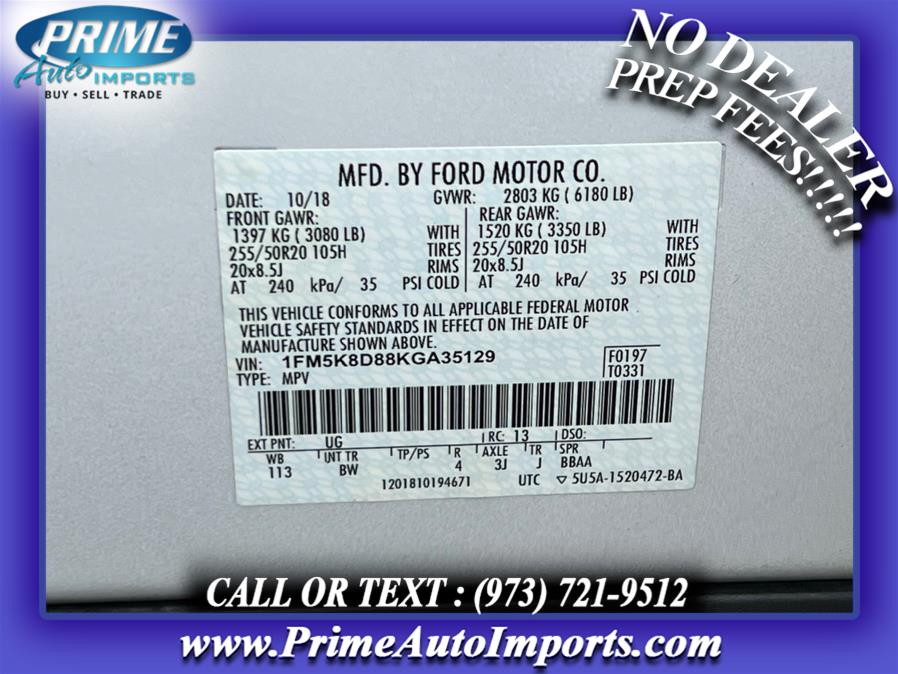 PRIME
Auto IMPORTS
BUY • SELL • TRADE
NO DEALER
PREP FEES!!!!!
MFD. BY FORD MOTOR CO.
DATE: 10/18 GVWR: 2803 KG ( 6180 LB)
FRONT GAWR: REAR GAWR:
1397 KG ( 3080 LB) WITH 1520 KG ( 3350 LB) WITH
255/50R20 105H TIRES 255/50R20 105H TIRES
20x8.5J RIMS 20x8.5J RIMS
AT 240 kPa/ 35 PSI COLD AT 240 kPa/ 35 PSI COLD
THIS VEHICLE CONFORMS TO ALL APPLICABLE FEDERAL MOTOR
VEHICLE SAFETY STANDARDS IN EFFECT ON THE DATE OF
MANUFACTURE SHOWN ABOVE.
VIN: 1FM5K8D88KGA35129 F0197
TYPE: MPV T0331
EXT PNT: UG RC: 13 DSO:
WB INT TR TP/PS R AXLE TR SPR
113 BW 4 3J J BBAA
1201810194671 UTC ▽ 5U5A-1520472-BA
CALL OR TEXT : (973) 721-9512
www.PrimeAutoImports.com